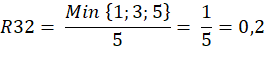 R32 = Min {1; 3; 5} / 5 = 1 / 5 = 0,2